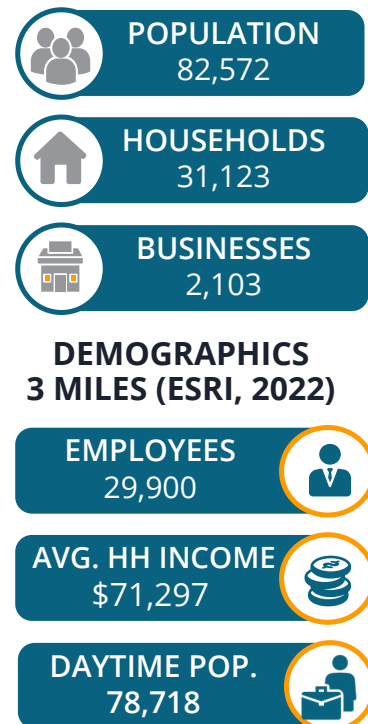 POPULATION
82,572
HOUSEHOLDS
31,123
BUSINESSES
2,103
DEMOGRAPHICS
3 MILES (ESRI, 2022)
EMPLOYEES
29,900
AVG. HH INCOME
$71,297
DAYTIME POP.
78,718